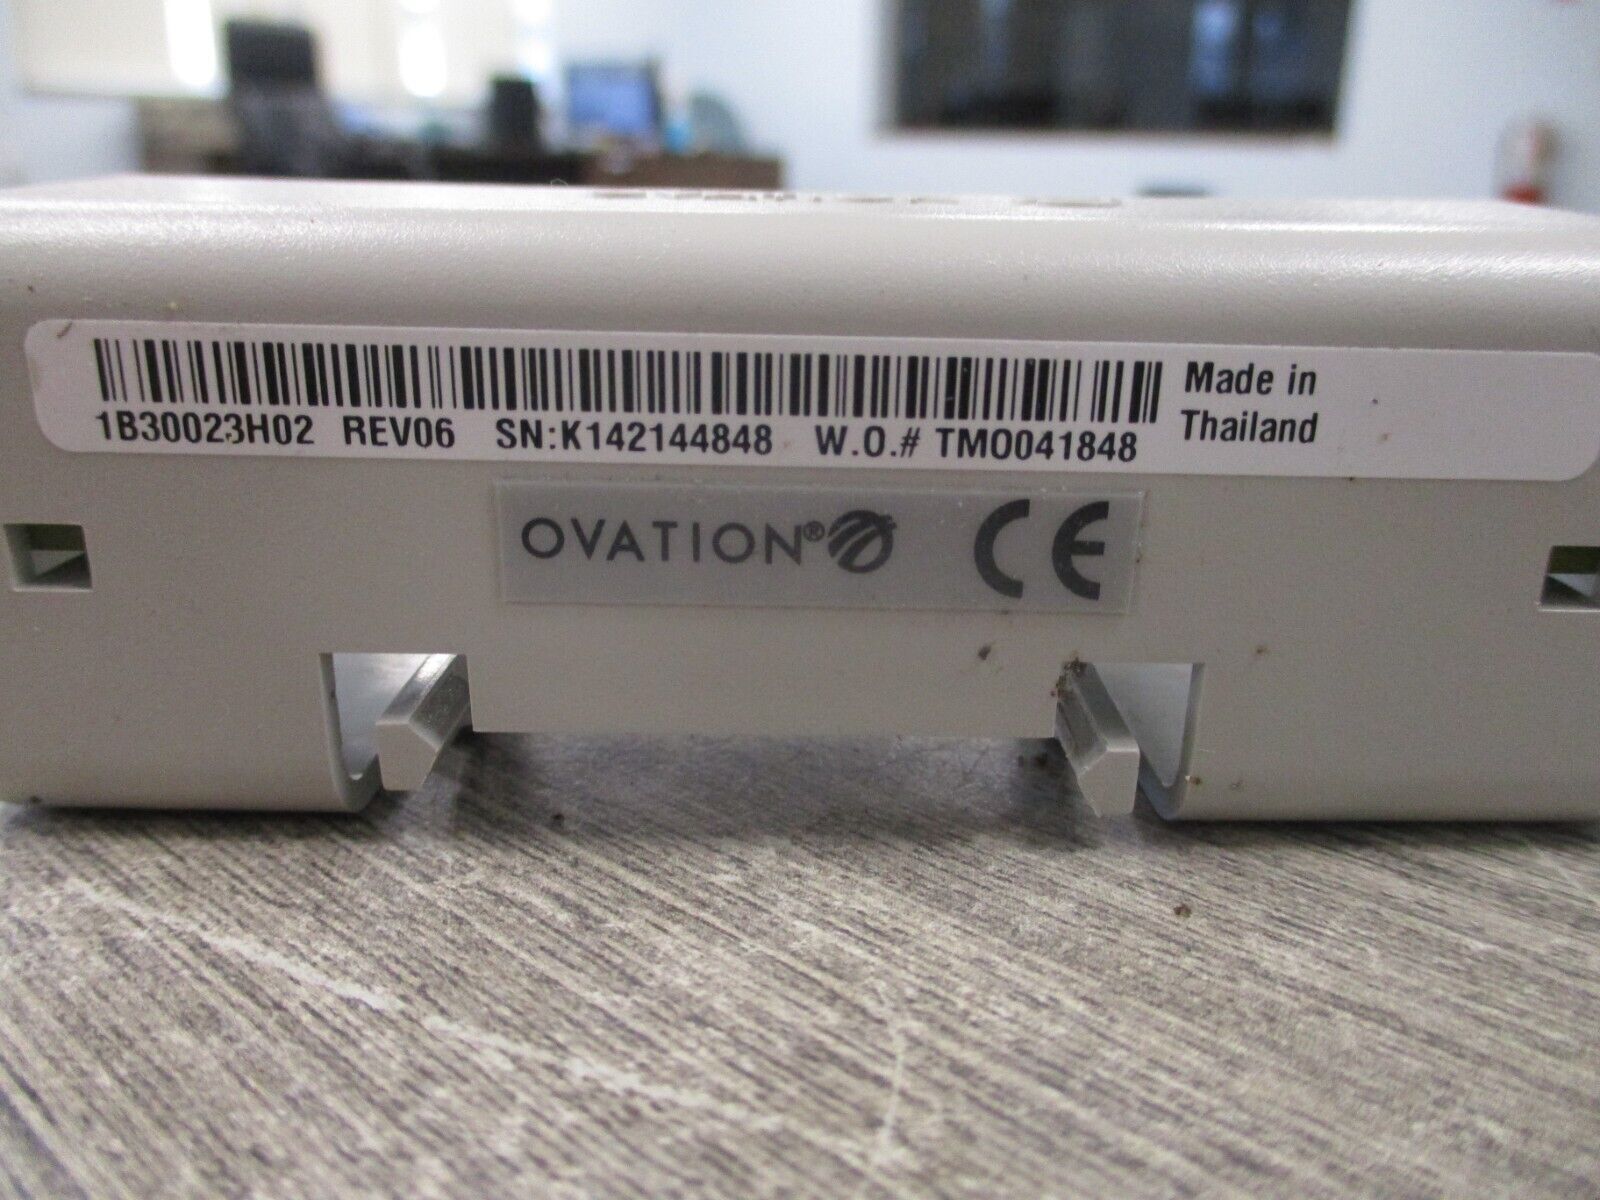 1B30023H02 REV06 SN:K142144848 W.O.# TMO041848
Made in
Thailand
OVATION® CE